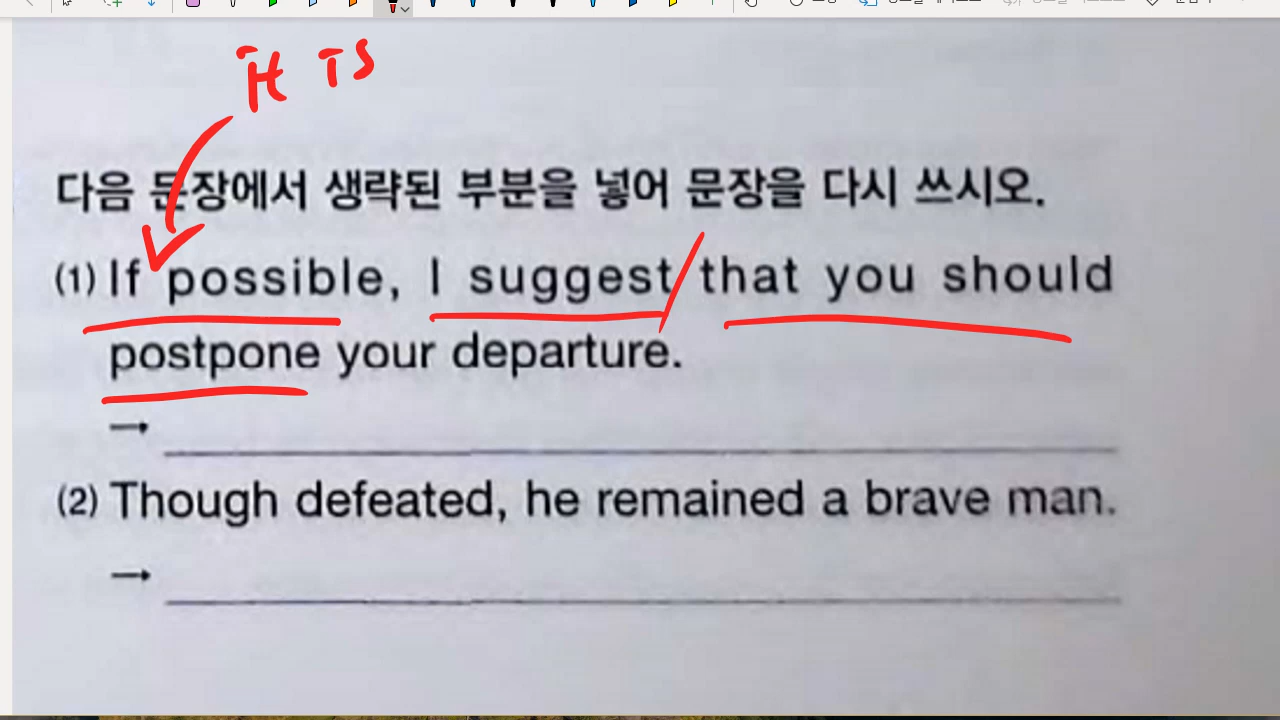 it is
다음 문장에서 생략된 부분을 넣어 문장을 다시 쓰시오.
(1) If possible, I suggest that you should
postpone your departure.
→
(2) Though defeated, he remained a brave man.
→